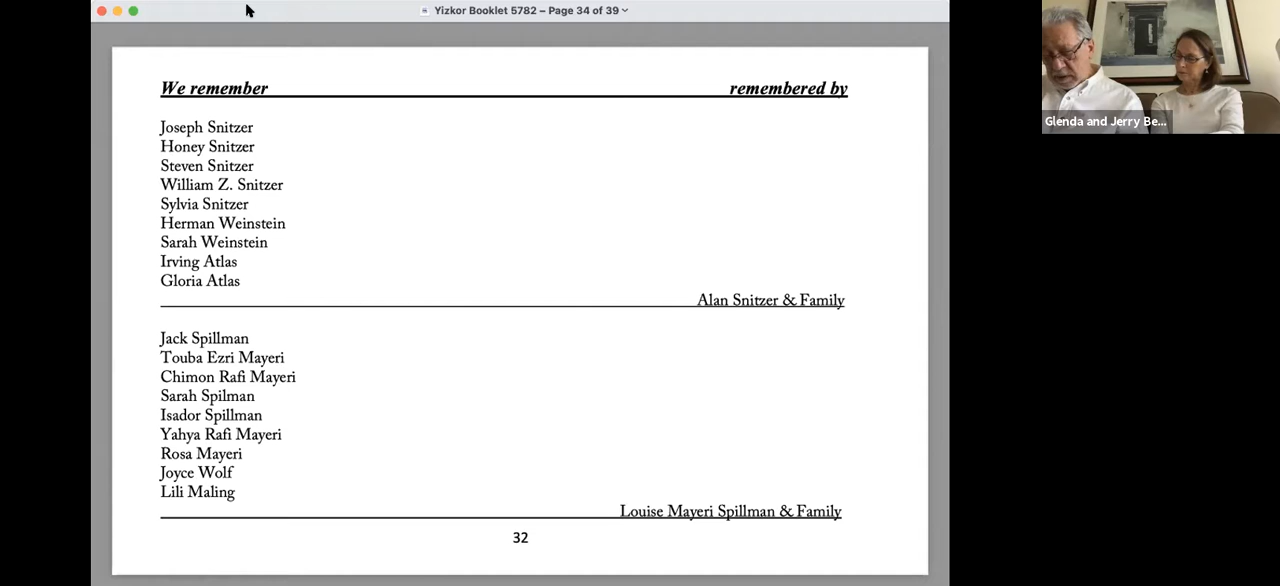 Yizkor Booklet 5782 – Page 34 of 39
We remember remembered by
Joseph Snitzer
Honey Snitzer
Steven Snitzer
William Z. Snitzer
Sylvia Snitzer
Herman Weinstein
Sarah Weinstein
Irving Atlas
Gloria Atlas
Alan Snitzer & Family
Jack Spillman
Touba Ezri Mayeri
Chimon Rafi Mayeri
Sarah Spilman
Isador Spillman
Yahya Rafi Mayeri
Rosa Mayeri
Joyce Wolf
Lili Maling
Louise Mayeri Spillman & Family
32
Glenda and Jerry Be...